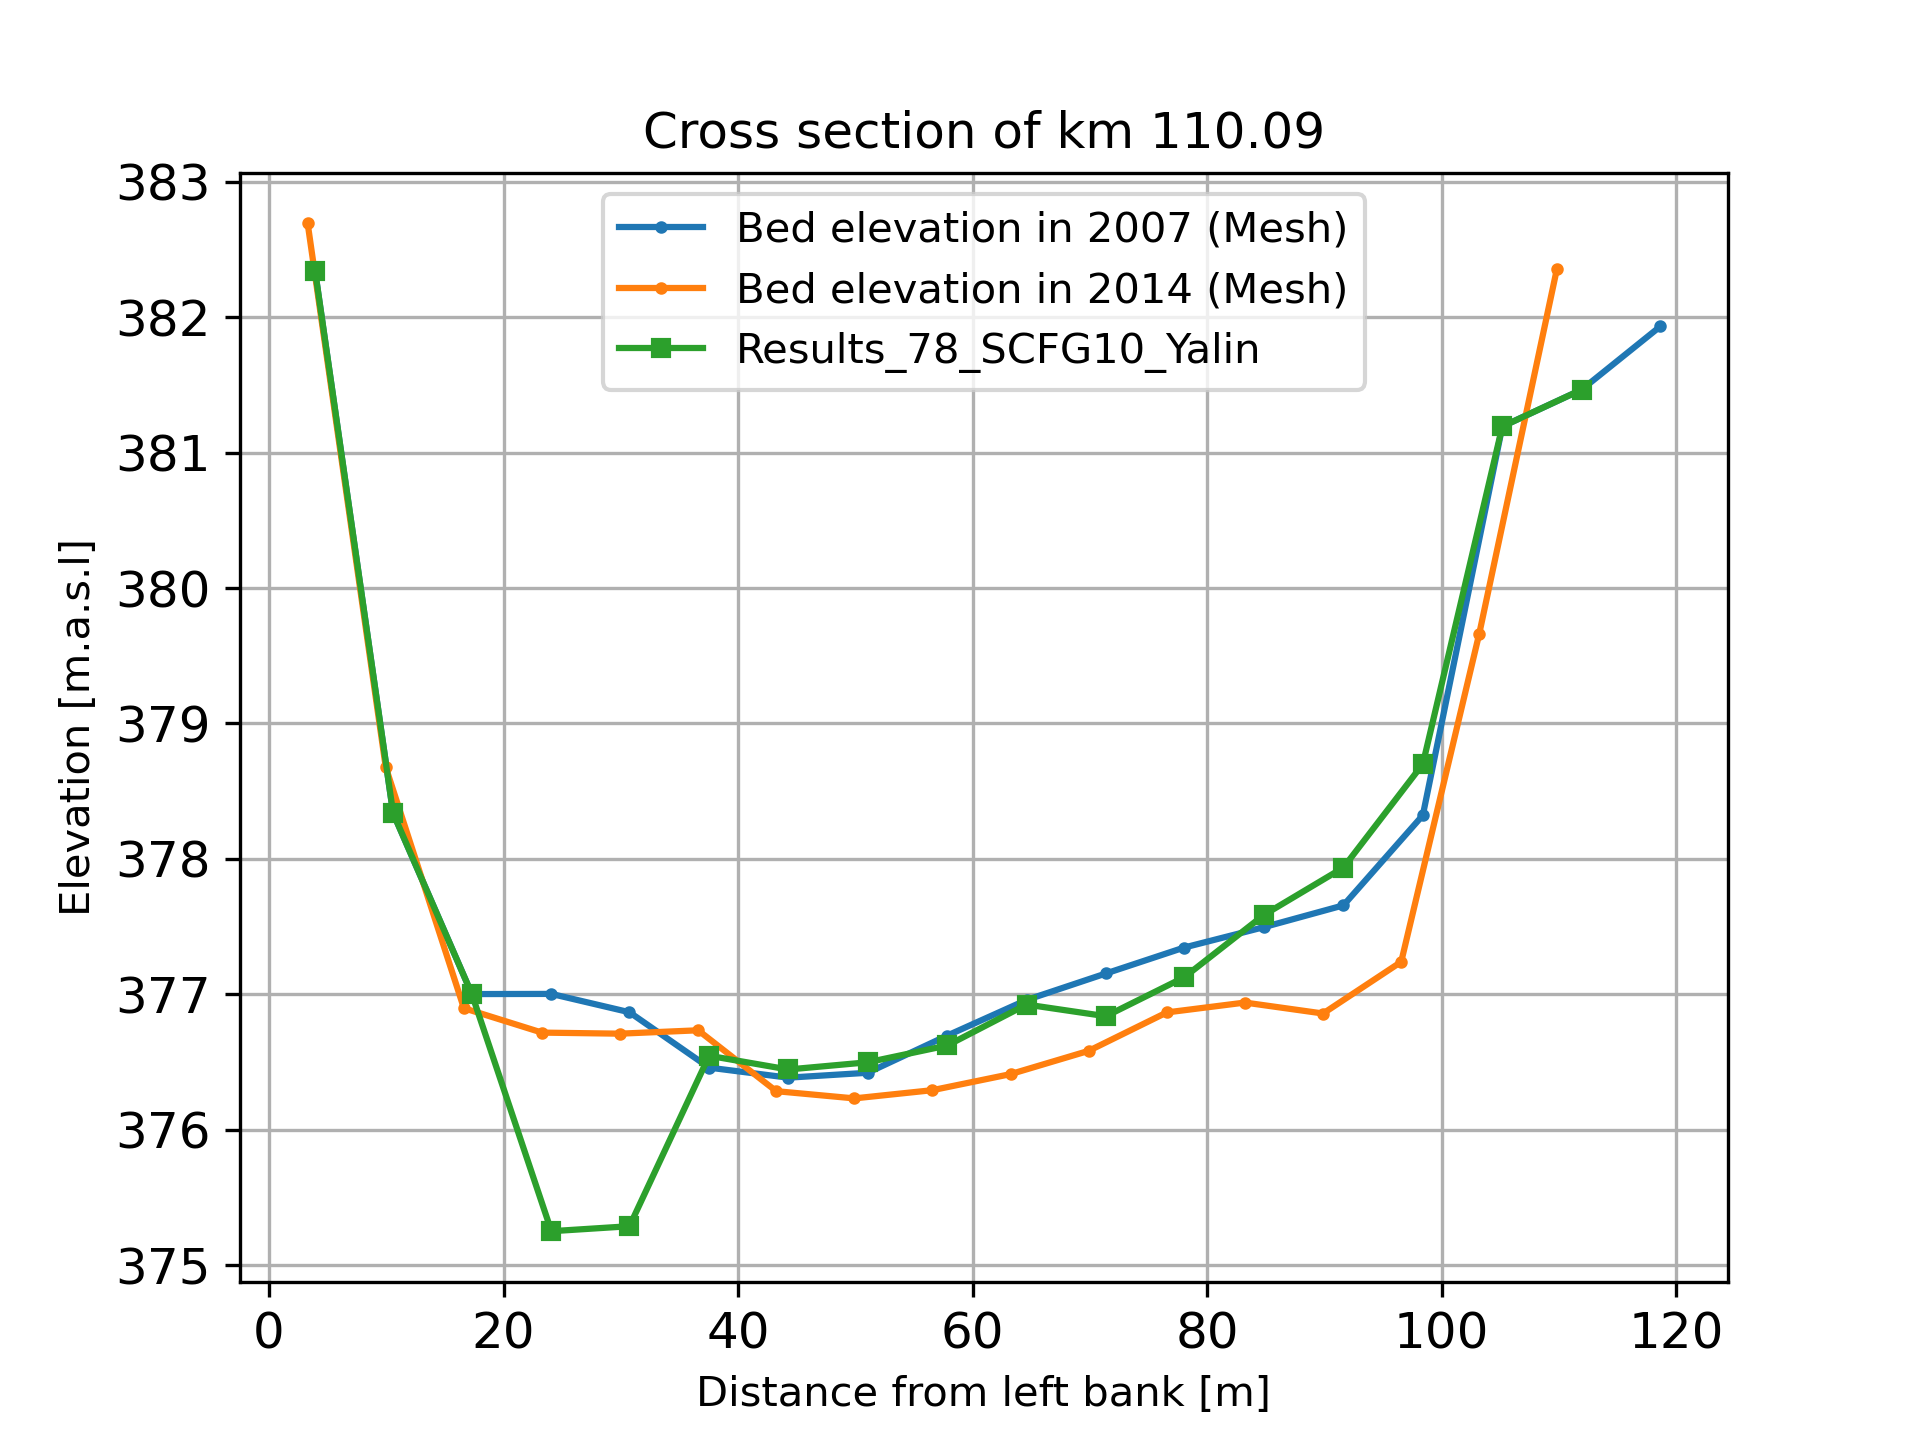 Cross section of km 110.09
383
382
381
380
379
378
377
376
375
Elevation [m.a.s.l]
Bed elevation in 2007 (Mesh)
Bed elevation in 2014 (Mesh)
Results_78_SCFG10_Yalin
0 20 40 60 80 100 120
Distance from left bank [m]